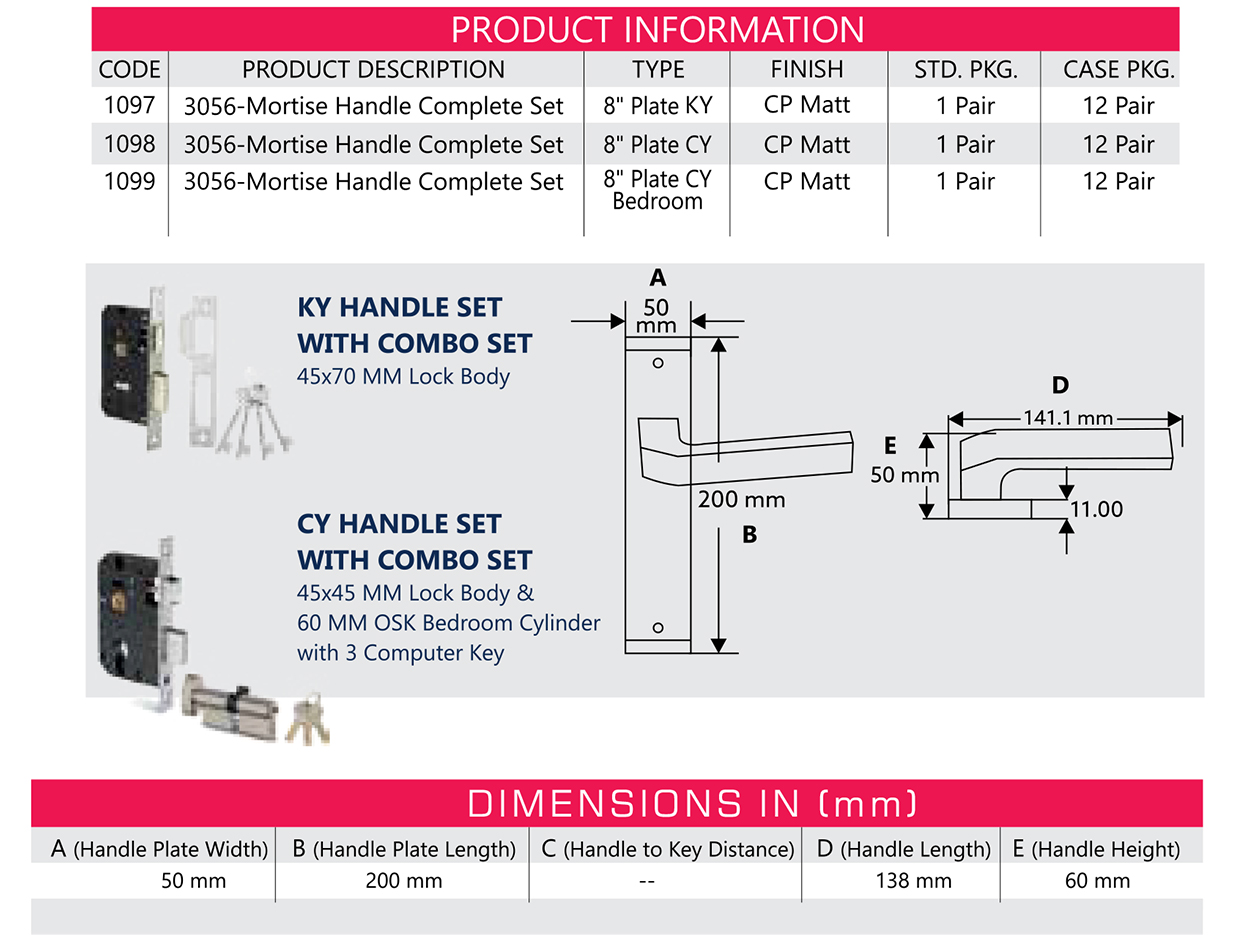 PRODUCT INFORMATION
CODE PRODUCT DESCRIPTION TYPE FINISH STD. PKG. CASE PKG.
1097 3056-Mortise Handle Complete Set 8" Plate KY CP Matt 1 Pair 12 Pair
1098 3056-Mortise Handle Complete Set 8" Plate CY CP Matt 1 Pair 12 Pair
1099 3056-Mortise Handle Complete Set 8" Plate CY CP Matt 1 Pair 12 Pair
Bedroom
KY HANDLE SET
WITH COMBO SET
45x70 MM Lock Body
CY HANDLE SET
WITH COMBO SET
45x45 MM Lock Body &
60 MM OSK Bedroom Cylinder
with 3 Computer Key
A
50
mm
200 mm
B
D
141.1 mm
E
50 mm
11.00
DIMENSIONS IN (mm)
A (Handle Plate Width) B (Handle Plate Length) C (Handle to Key Distance) D (Handle Length) E (Handle Height)
50 mm 200 mm -- 138 mm 60 mm